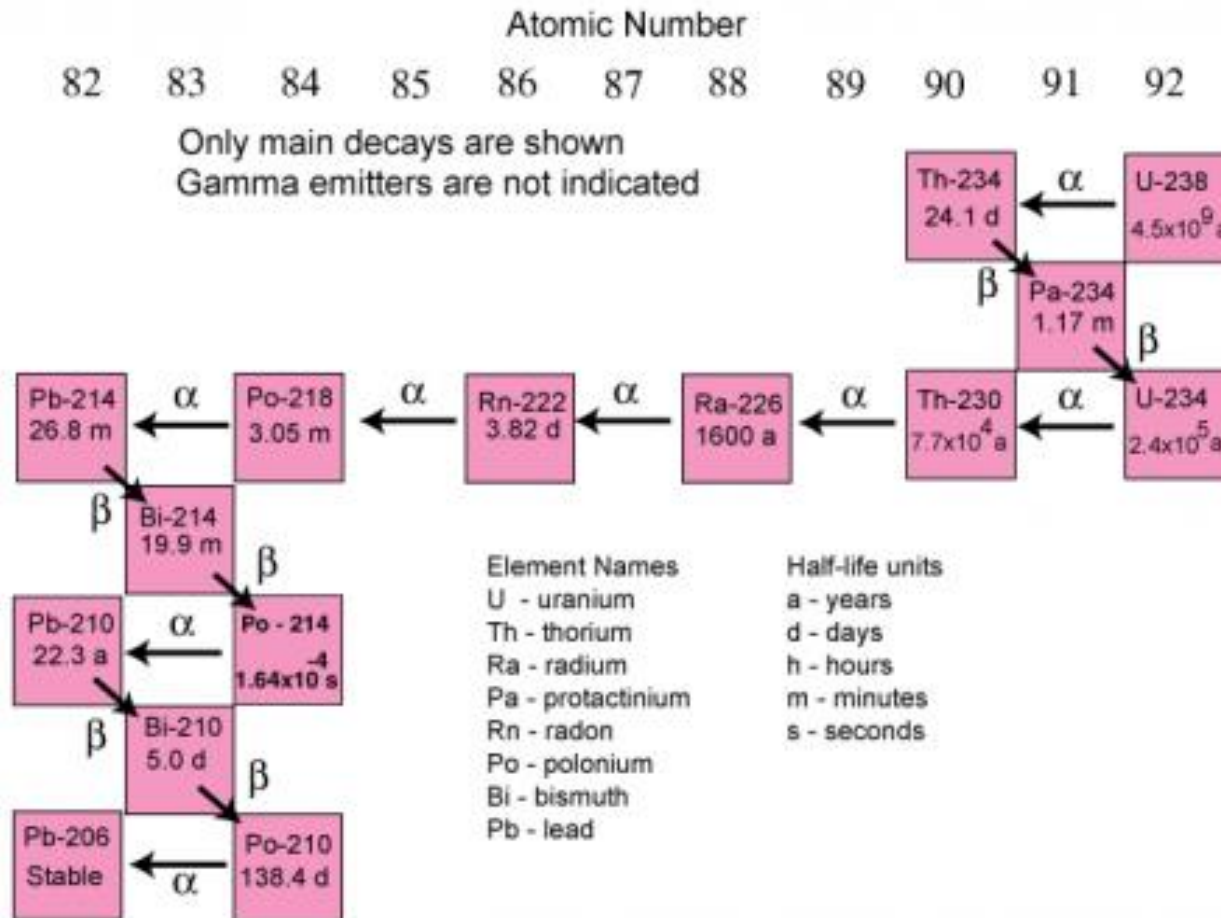 Atomic Number
82 83 84 85 86 87 88 89 90 91 92
Only main decays are shown
Gamma emitters are not indicated
Th-234
24.1 d
α
U-238
4.5x10⁹ a
β
Pa-234
1.17 m
β
Pb-214
26.8 m
α
Po-218
3.05 m
α
Rn-222
3.82 d
α
Ra-226
1600 a
α
Th-230
7.7x10⁴ a
α
U-234
2.4x10⁵ a
β
Bi-214
19.9 m
β
Pb-210
22.3 a
α
Po - 214
1.64x10⁻⁴ s
β
Bi-210
5.0 d
β
Pb-206
Stable
α
Po-210
138.4 d
Element Names
U - uranium
Th - thorium
Ra - radium
Pa - protactinium
Rn - radon
Po - polonium
Bi - bismuth
Pb - lead
Half-life units
a - years
d - days
h - hours
m - minutes
s - seconds